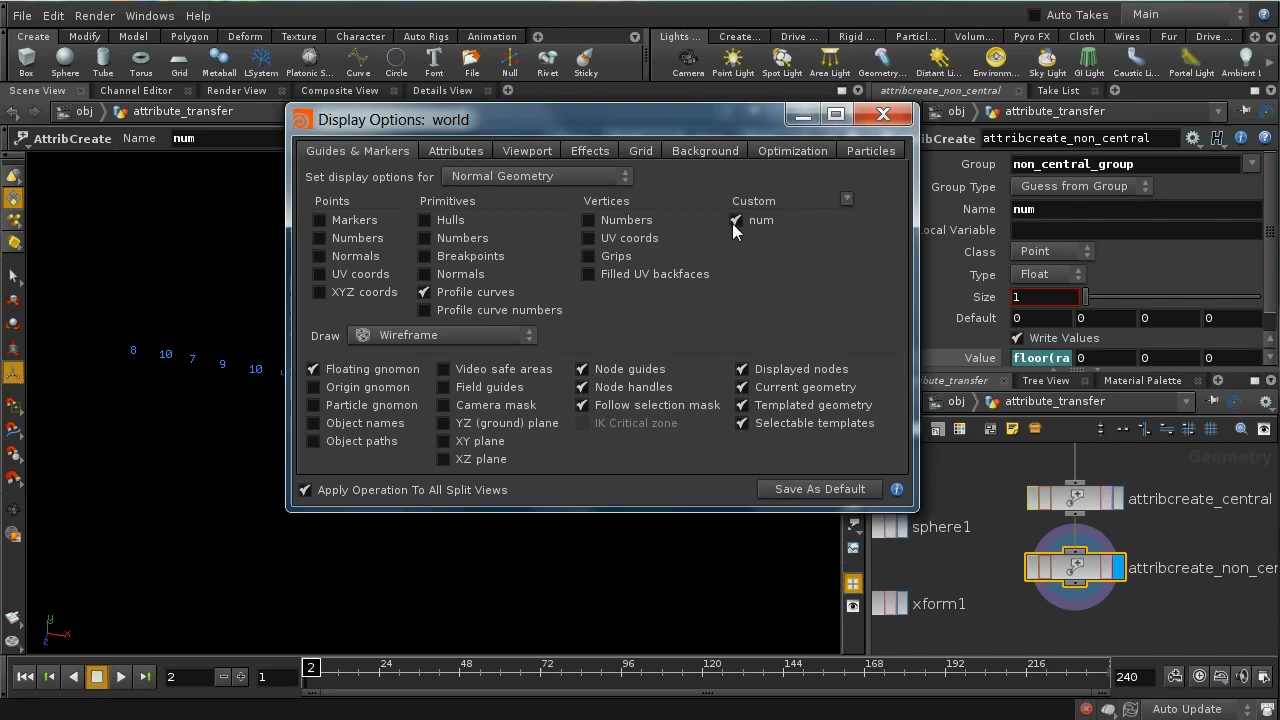 File Edit Render Windows Help Auto Takes Main
Create Modify Model Polygon Deform Texture Character Auto Rigs Animation Lights ... Create... Drive ... Rigid ... Particl... Volum... Pyro FX Cloth Wires Fur Drive ...
Box Sphere Tube Torus Grid Metaball LSystem Platonic S... Curve Circle Font File Null Rivet Sticky Camera Point Light Spot Light Area Light Geometry... Distant Li... Environm... Sky Light GI Light Caustic Li... Portal Light Ambient L
Scene View Channel Editor Render View Composite View Details View attribcreate_non_central Take List
obj attribute_transfer obj attribute_transfer
AttribCreate Name num
ibCreate attribcreate_non_central
Display Options: world
Guides & Markers Attributes Viewport Effects Grid Background Optimization Particles
Set display options for Normal Geometry
Points Primitives Vertices Custom
Markers Hulls Numbers num
Numbers Numbers UV coords
Normals Breakpoints Grips
UV coords Normals Filled UV backfaces
XYZ coords Profile curves
Profile curve numbers
Draw Wireframe
Floating gnomon Video safe areas Node guides Displayed nodes
Origin gnomon Field guides Node handles Current geometry
Particle gnomon Camera mask Follow selection mask Templated geometry
Object names YZ (ground) plane IK Critical zone Selectable templates
Object paths XY plane
XZ plane
Apply Operation To All Split Views Save As Default
Group non_central_group
Group Type Guess from Group
Name num
ocal Variable
Class Point
Type Float
Size 1
Default 0 0 0 0
Write Values
Value floor(ra 0 0 0
8 10 7 9 10
bute_transfer Tree View Material Palette
obj attribute_transfer
Geometry
attribcreate_central
sphere1
attribcreate_non_cer
xform1
y x z
2 24 48 72 96 120 144 168 192 216
2 1 240
Auto Update